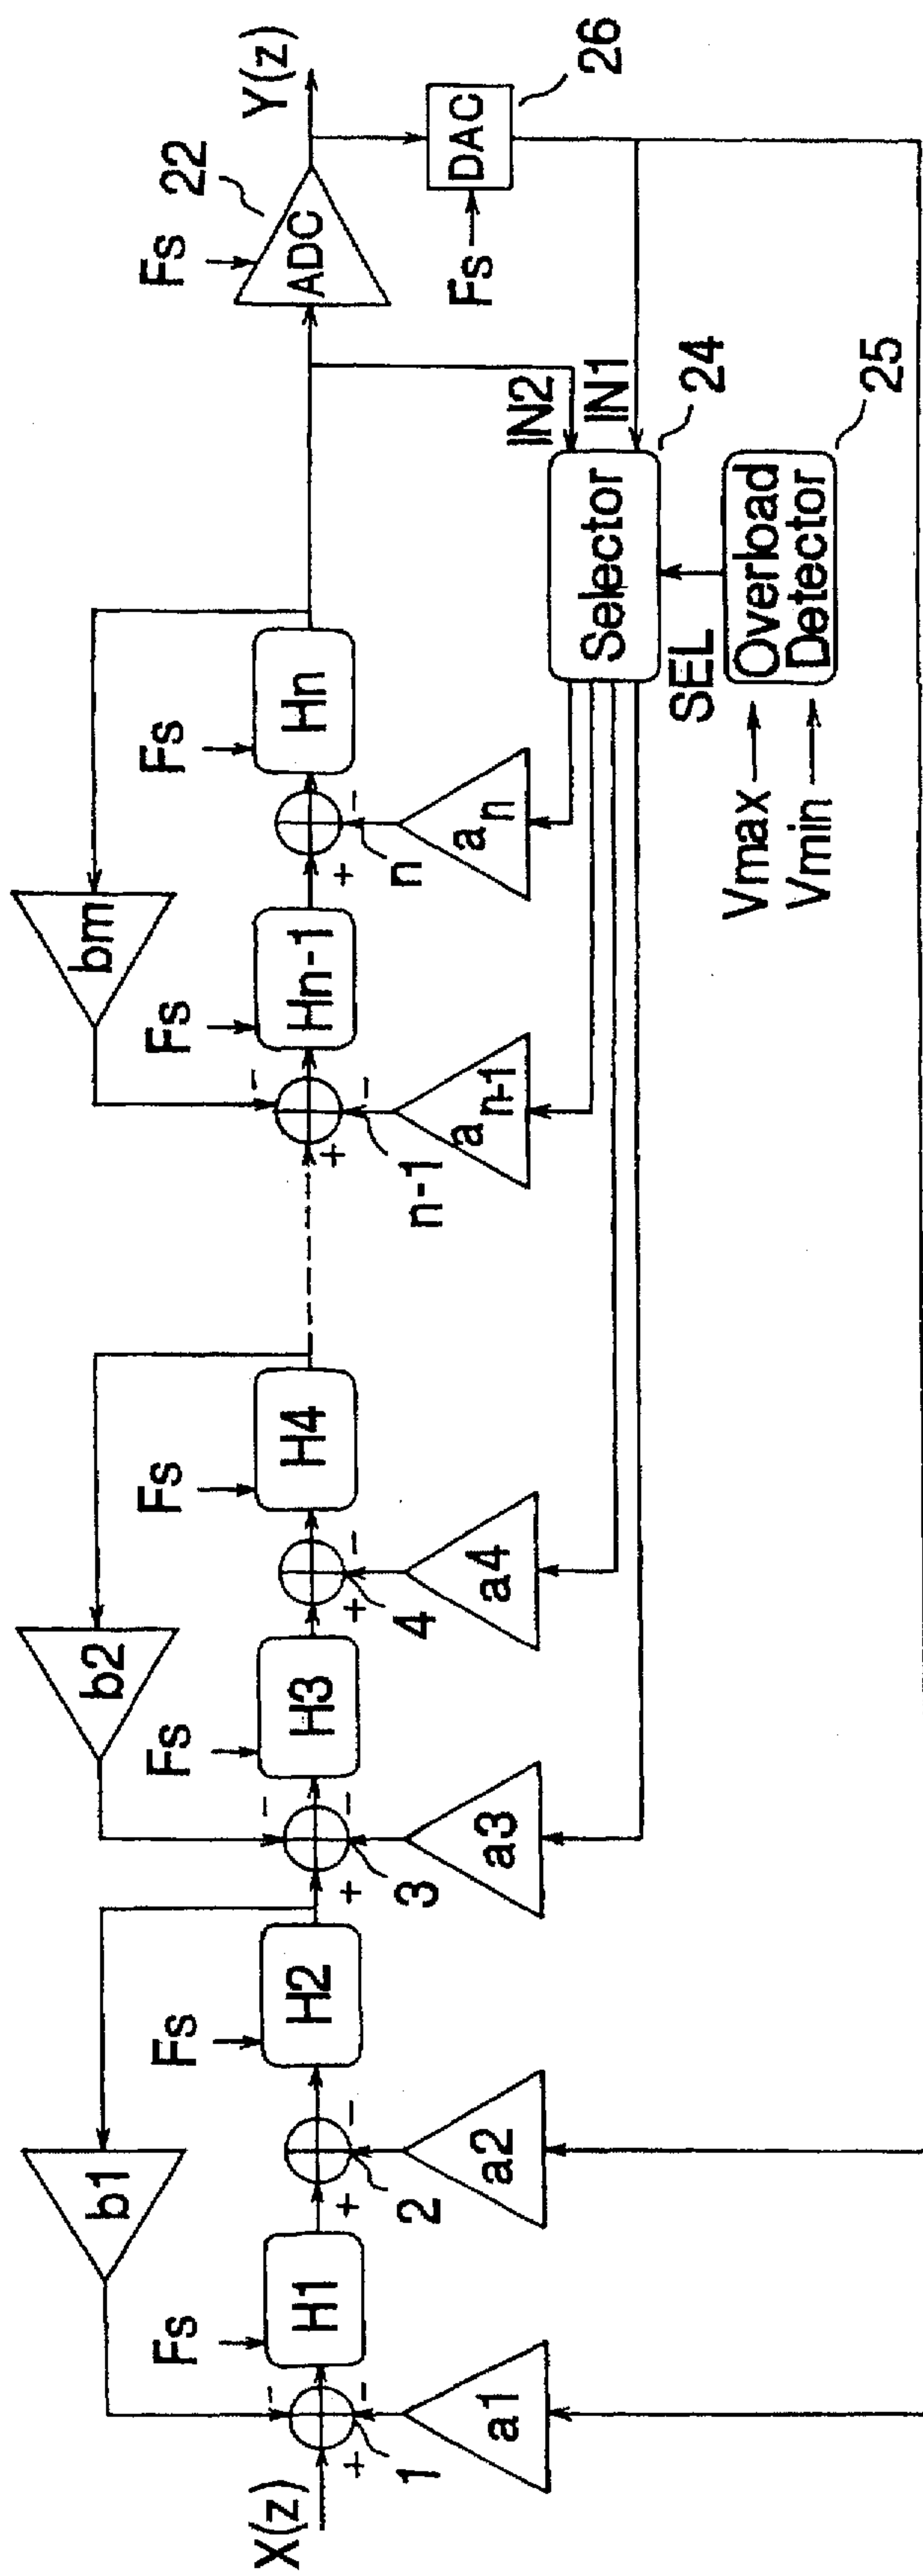 X(z)
1
a1
b1
Fs
H1
2
a2
Fs
H2
3
a3
b2
Fs
H3
4
a4
Fs
H4
n-1
an-1
bm
Fs
Hn-1
n
an
Fs
Hn
IN2
IN1
Selector
24
SEL
Vmax
Vmin
Overload
Detector
25
Fs
22
ADC
Y(z)
Fs
DAC
26
+
-
-
+
-
+
-
-
+
-
+
-
-
+
-